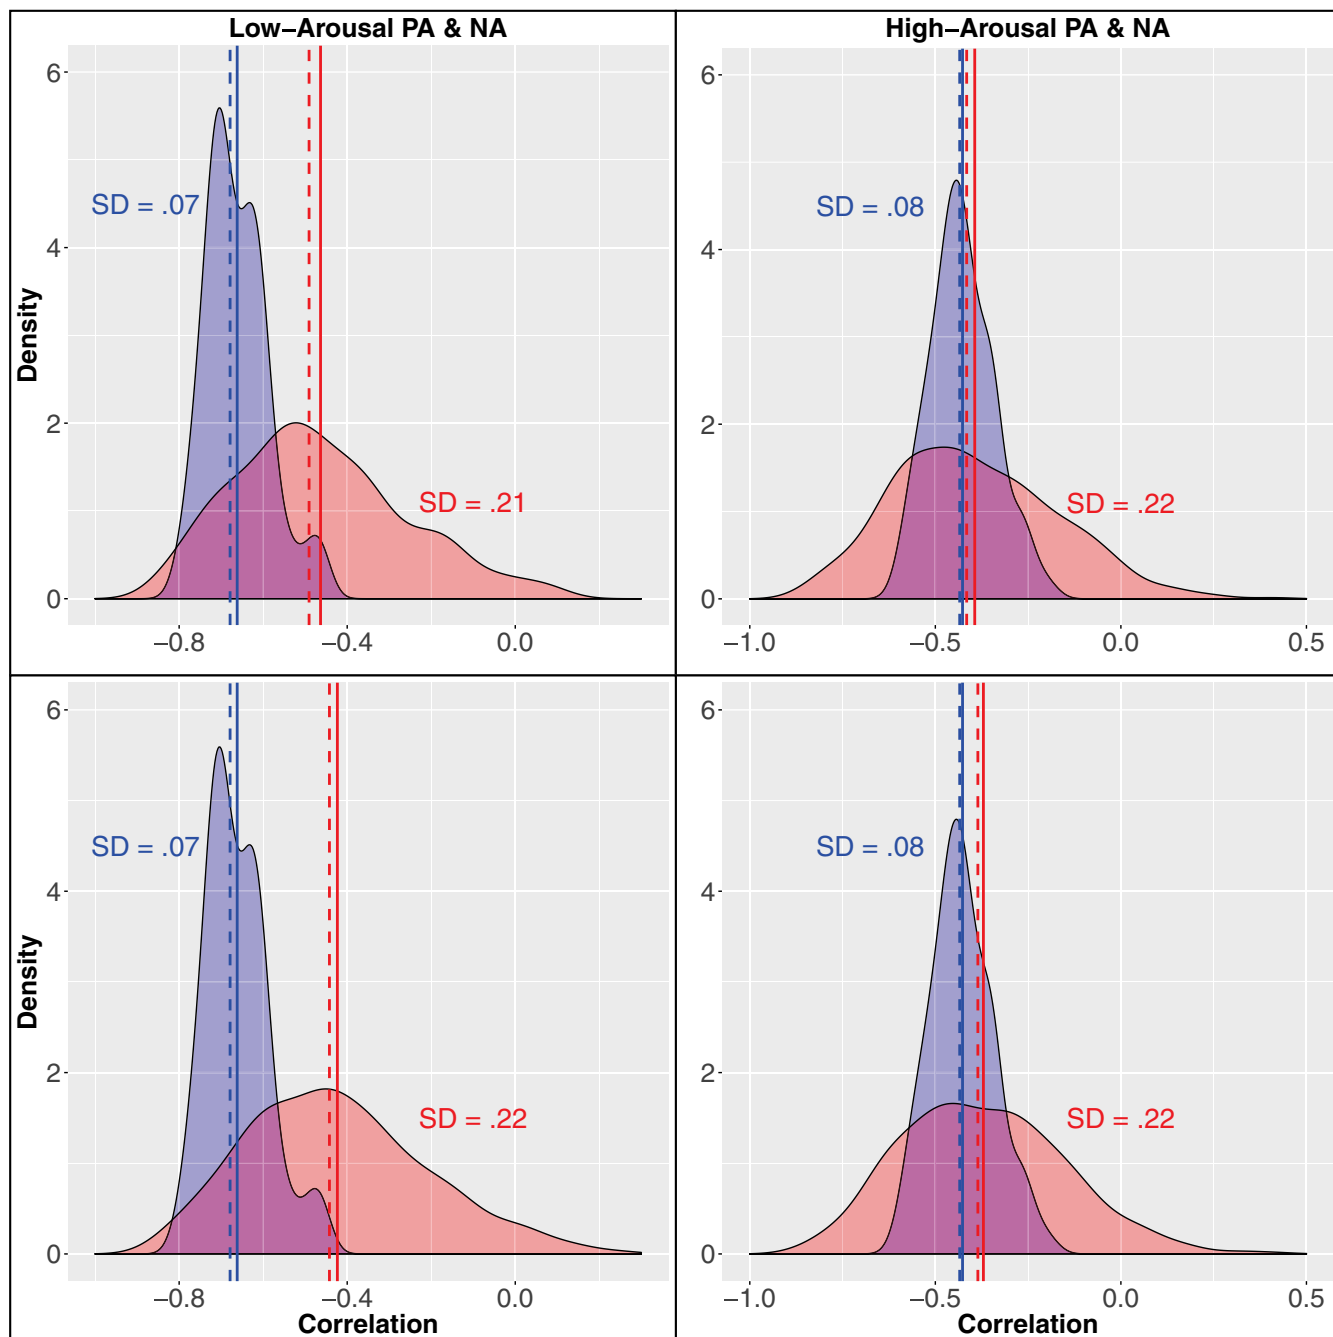 Low–Arousal PA & NA
High–Arousal PA & NA
6
4
2
0
Density
SD = .07
SD = .21
−0.8
−0.4
0.0
6
4
2
0
SD = .08
SD = .22
−1.0
−0.5
0.0
0.5
6
4
2
0
Density
SD = .07
SD = .22
−0.8
−0.4
0.0
Correlation
6
4
2
0
SD = .08
SD = .22
−1.0
−0.5
0.0
0.5
Correlation